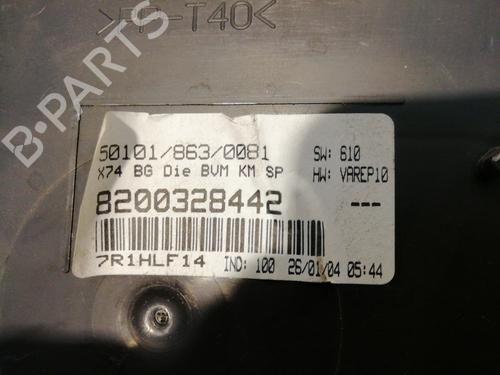 >PP-T40<
50101/863/0081 SW: 610
X74 BG Die BVM KM SP HW: VAREP10
8200328442 ---
7R1HLF14 IND: 100 26/01/04 05:44
B-PARTS